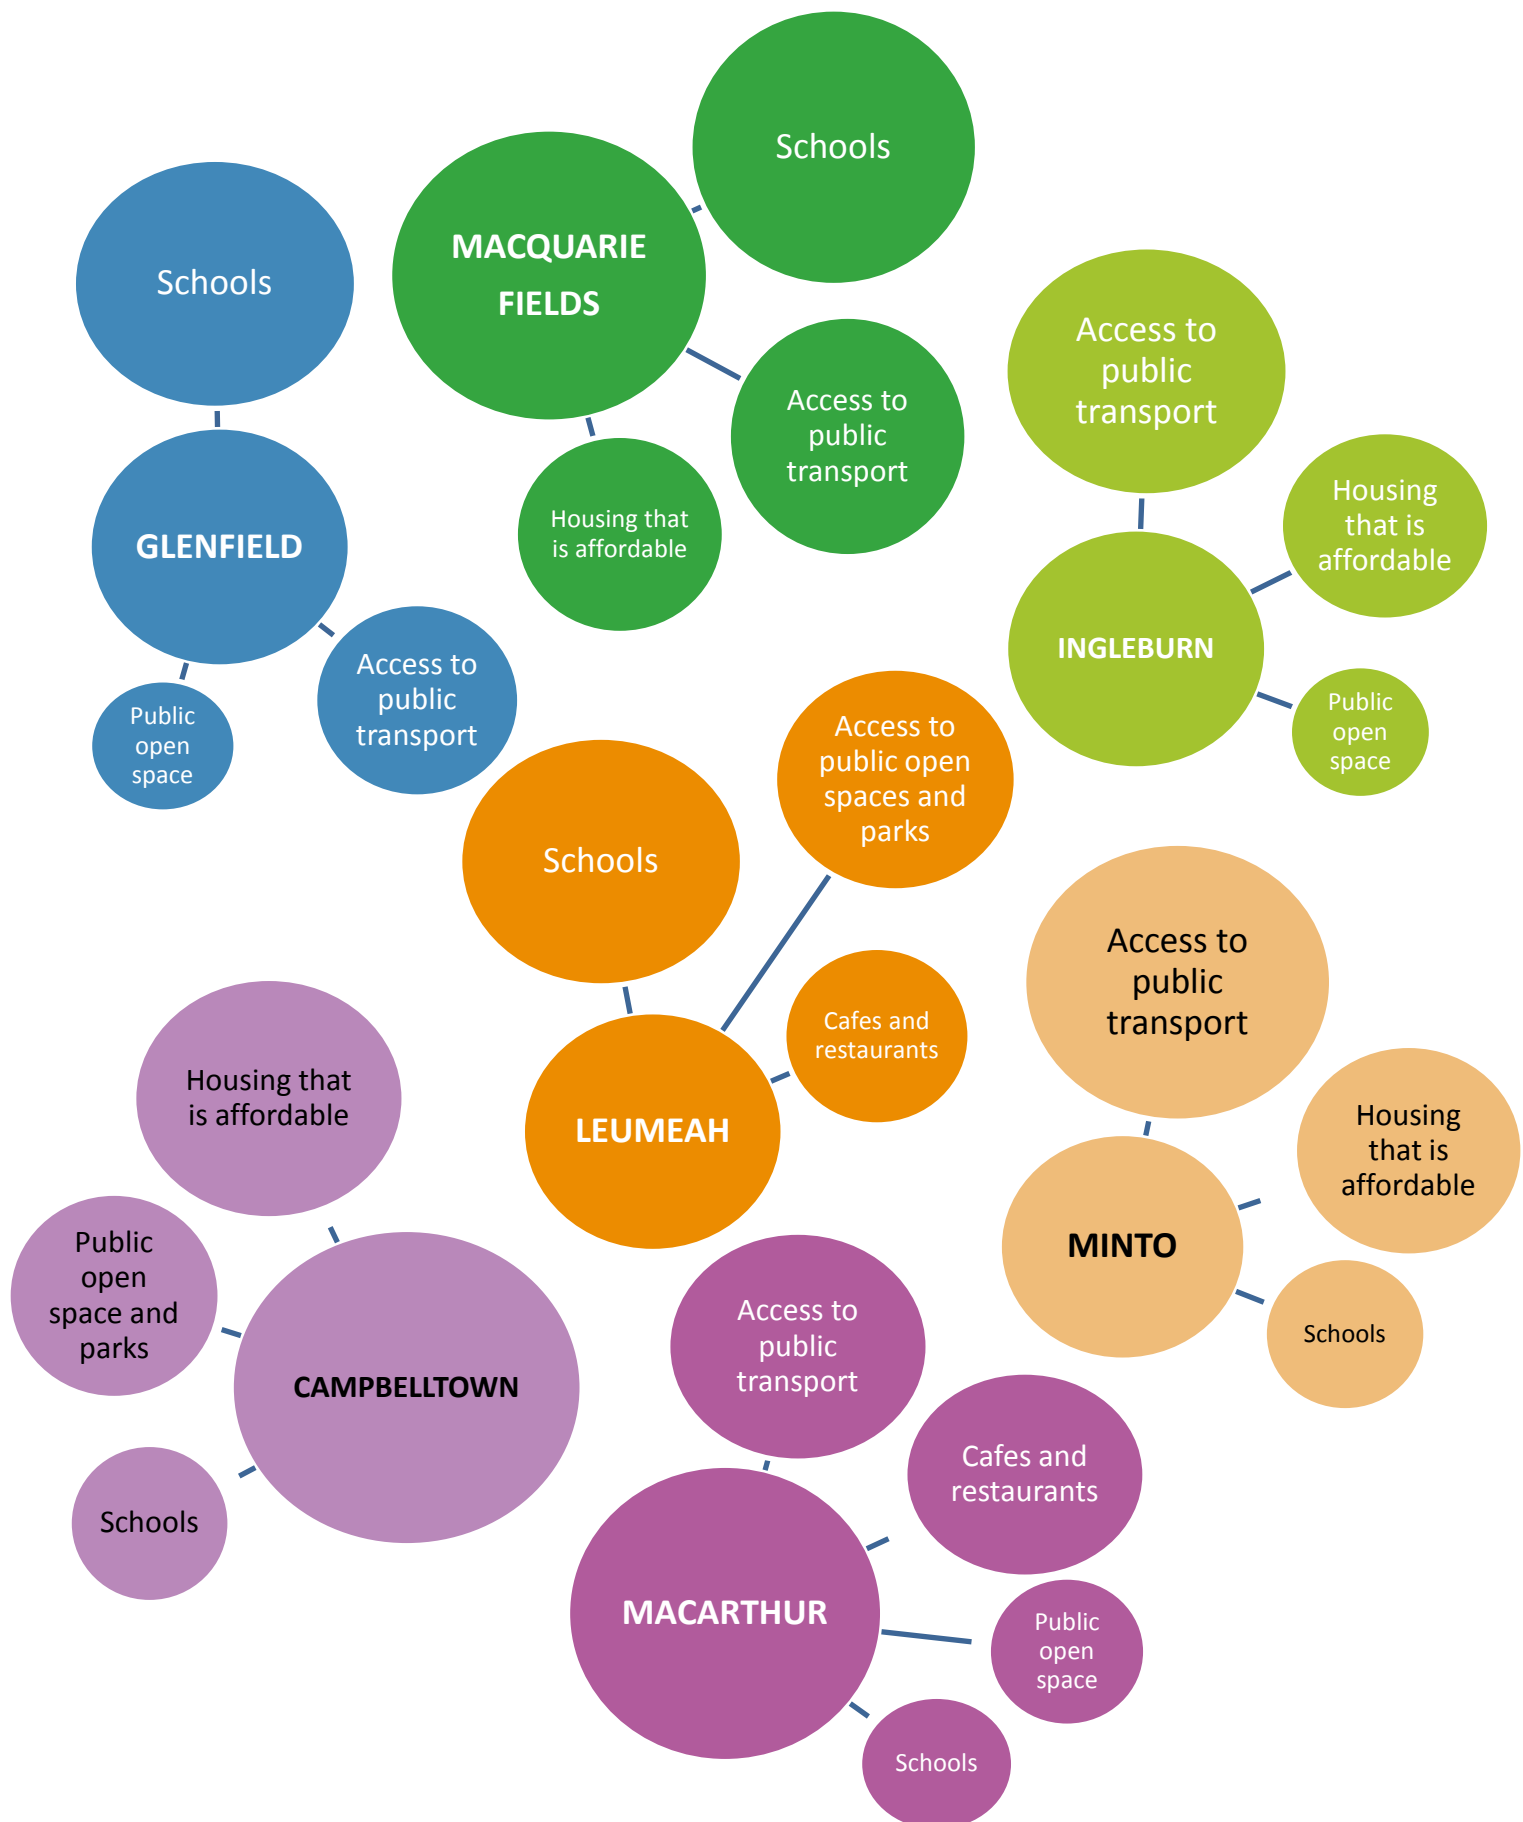 Schools
MACQUARIE
FIELDS
Schools
Access to
public
transport
Housing that
is affordable
GLENFIELD
Access to
public
transport
Public
open
space
Access to
public
transport
Housing
that is
affordable
INGLEBURN
Public
open
space
Schools
Access to
public open
spaces and
parks
Cafes and
restaurants
LEUMEAH
Access to
public
transport
Housing
that is
affordable
MINTO
Schools
Housing that
is affordable
Public
open
space and
parks
CAMPBELLTOWN
Schools
Access to
public
transport
Cafes and
restaurants
MACARTHUR
Public
open
space
Schools